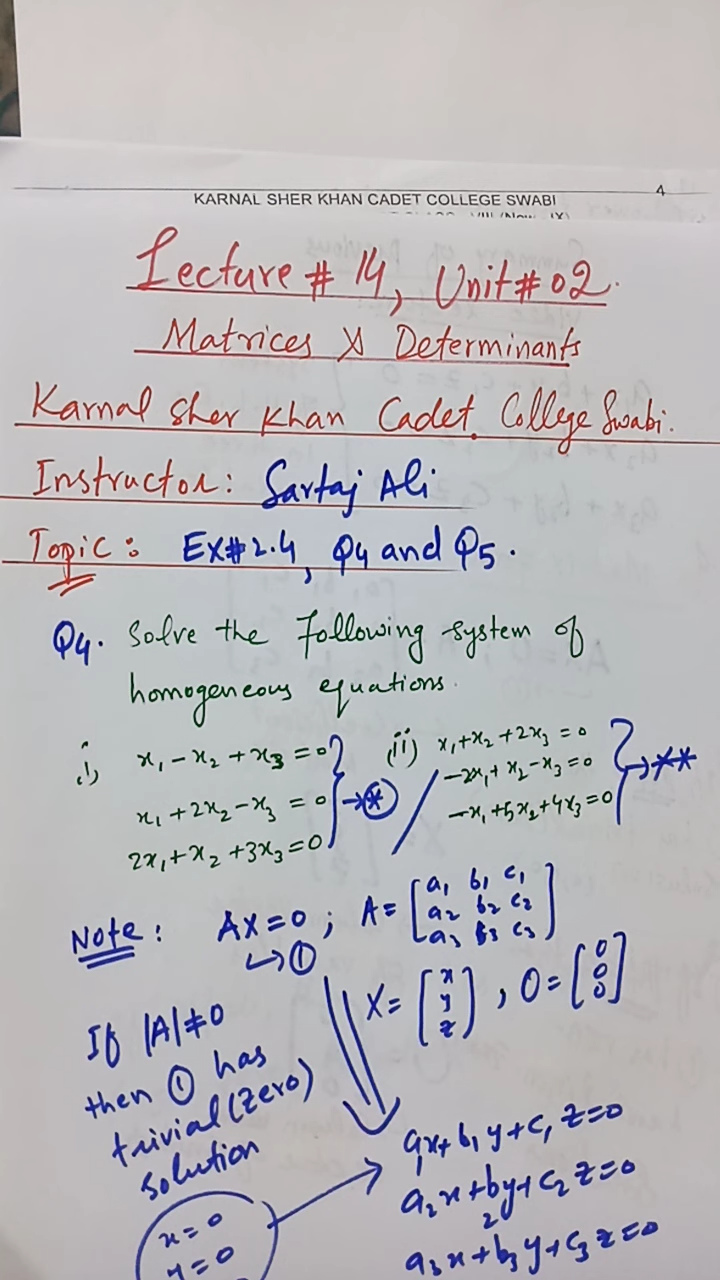 4
KARNAL SHER KHAN CADET COLLEGE SWABI
Lecture # 14, Unit # 02.
Matrices & Determinants
Karnal Sher Khan Cadet College Swabi.
Instructor: Sartaj Ali
Topic: EX#2.4, Q4 and Q5.
Q4. Solve the following system of
homogeneous equations.
i) x₁ - x₂ + x₃ = 0
x₁ + 2x₂ - x₃ = 0 → *
2x₁ + x₂ + 3x₃ = 0
(ii) x₁ + x₂ + 2x₃ = 0
-2x₁ + x₂ - x₃ = 0 → **
-x₁ + 5x₂ + 4x₃ = 0
Note: AX = 0 ; A = [a₁ b₁ c₁
a₂ b₂ c₂
a₃ b₃ c₃]
→ ①
X = [x y z], O = [0 0 0]
If |A| ≠ 0
then ① has
trivial (zero)
solution
x = 0
y = 0
a₁x + b₁y + c₁z = 0
a₂x + b₂y + c₂z = 0
a₃x + b₃y + c₃z = 0